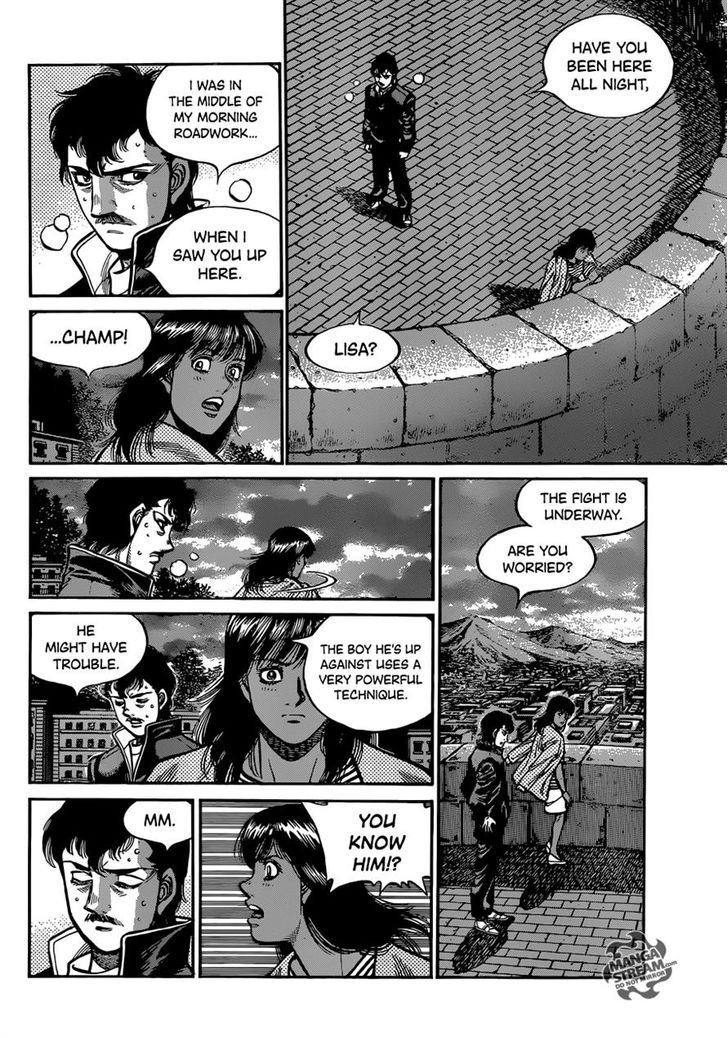 HAVE YOU
BEEN HERE
ALL NIGHT,
LISA?
I WAS IN
THE MIDDLE OF
MY MORNING
ROADWORK...
WHEN I
SAW YOU UP
HERE.
...CHAMP!
THE FIGHT IS
UNDERWAY.
ARE YOU
WORRIED?
HE
MIGHT HAVE
TROUBLE.
THE BOY HE'S UP
AGAINST USES A
VERY POWERFUL
TECHNIQUE.
YOU
KNOW
HIM!?
MM.
MANGA
STREAM.com
DO NOT MIRROR